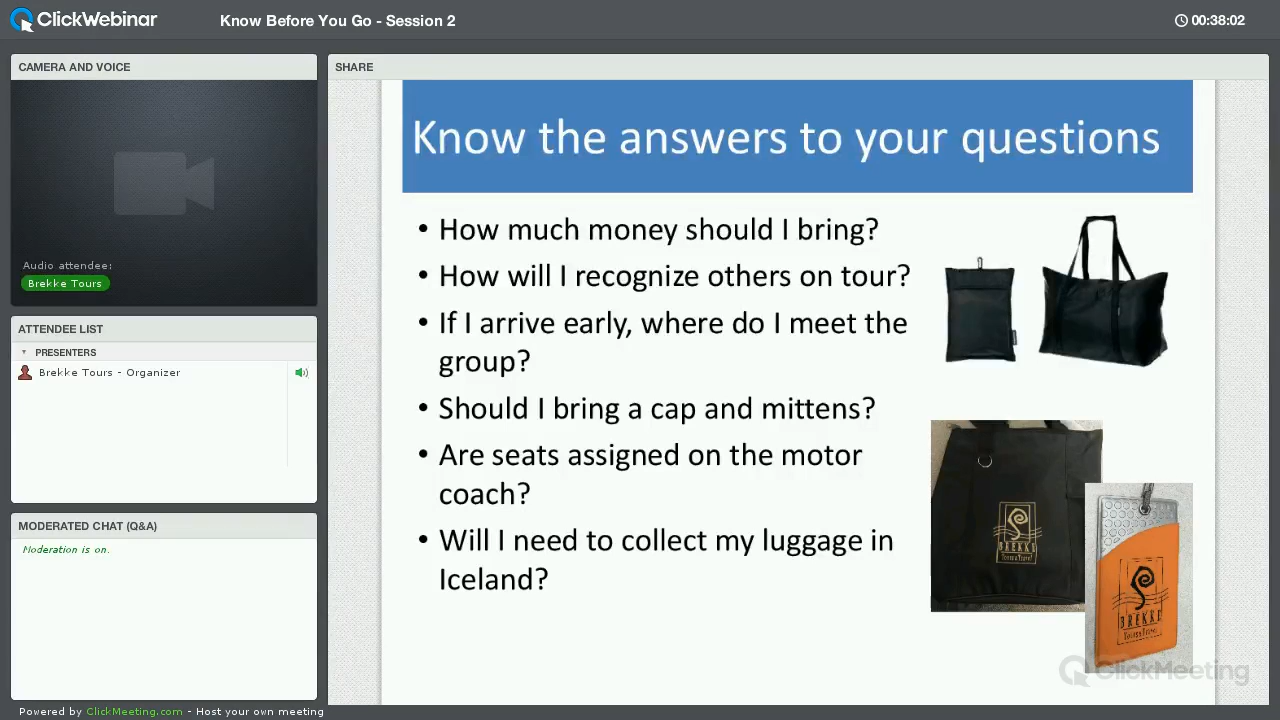 ClickWebinar
Know Before You Go - Session 2
00:38:02
CAMERA AND VOICE
Audio attendee:
Brekke Tours
ATTENDEE LIST
PRESENTERS
Brekke Tours - Organizer
MODERATED CHAT (Q&A)
Moderation is on.
SHARE
Know the answers to your questions
• How much money should I bring?
• How will I recognize others on tour?
• If I arrive early, where do I meet the
group?
• Should I bring a cap and mittens?
• Are seats assigned on the motor
coach?
• Will I need to collect my luggage in
Iceland?
BREKKE
Tours & Travel
BREKKE
Tours & Travel
ClickMeeting
Powered by ClickMeeting.com - Host your own meeting